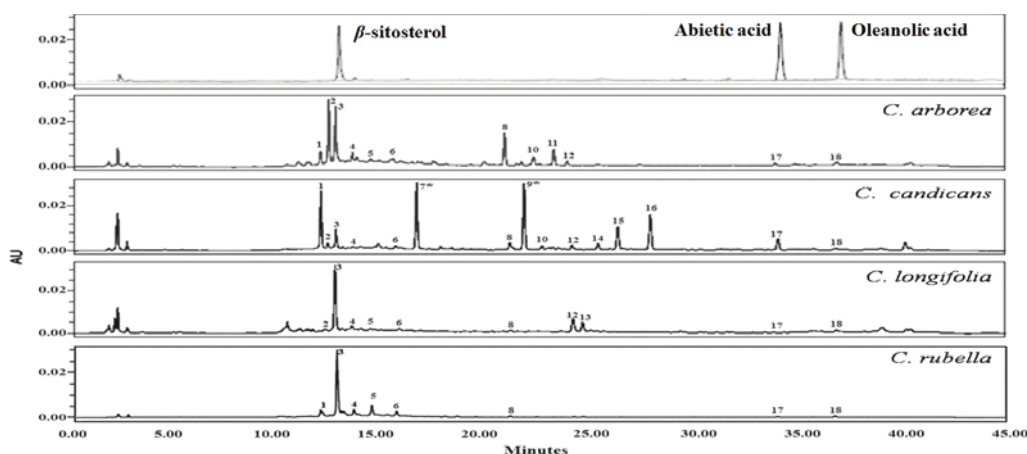 β-sitosterol Abietic acid Oleanolic acid
0.02
0.00
C. arborea
0.02
0.00
1 2 3 4 5 6 8 10 11 12 17 18
C. candicans
0.02
0.00
1 2 3 4 6 7 8 9 10 12 14 15 16 17 18
AU
C. longifolia
0.02
0.00
2 3 4 5 6 8 12 13 17 18
C. rubella
0.02
0.00
1 3 4 5 6 8 17 18
0.00 5.00 10.00 15.00 20.00 25.00 30.00 35.00 40.00 45.00
Minutes